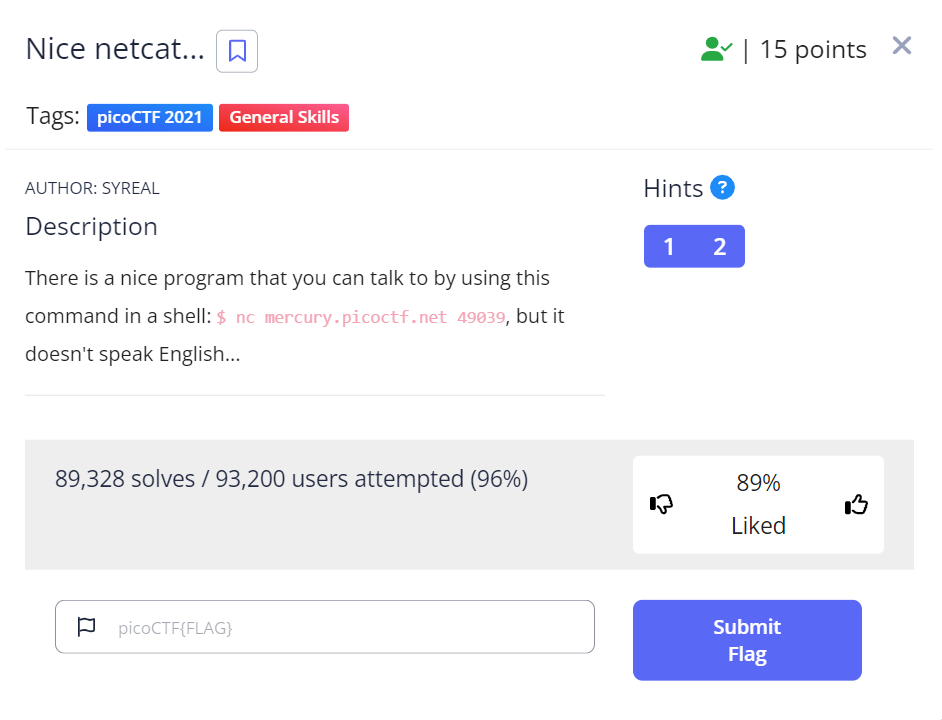 Nice netcat...
| 15 points
Tags: picoCTF 2021 General Skills
AUTHOR: SYREAL
Hints ?
Description
1 2
There is a nice program that you can talk to by using this
command in a shell: $ nc mercury.picoctf.net 49039, but it
doesn't speak English...
89,328 solves / 93,200 users attempted (96%)
89%
Liked
picoCTF{FLAG}
Submit
Flag